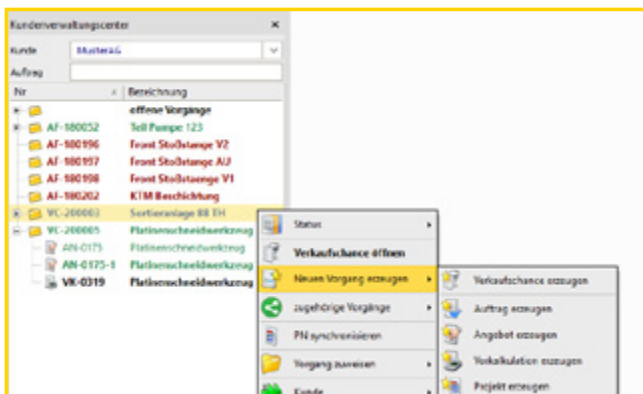 Kundenverwaltungscenter
Kunde MusterAG
Auftrag
Nr Bezeichnung
offene Vorgänge
AF-180052 Teil Pumpe 123
AF-180196 Front Stoßstange V2
AF-180197 Front Stoßstange AU
AF-180198 Front Stoßstaenge V1
AF-180202 KTM Beschichtung
VC-200003 Sortieranlage 88 TH
VC-200005 Platinenschneidwerkzeug
AN-0175 Platinenschneidwerkzeug
AN-0175-1 Platinenschneidwerkzeug
VK-0319 Platinenschneidwerkzeug
Status
Verkaufschance öffnen
Neuen Vorgang erzeugen
zugehörige Vorgänge
PN synchronisieren
Vorgang zuweisen
Kunde
Verkaufschance erzeugen
Auftrag erzeugen
Angebot erzeugen
Vorkalkulation erzeugen
Projekt erzeugen